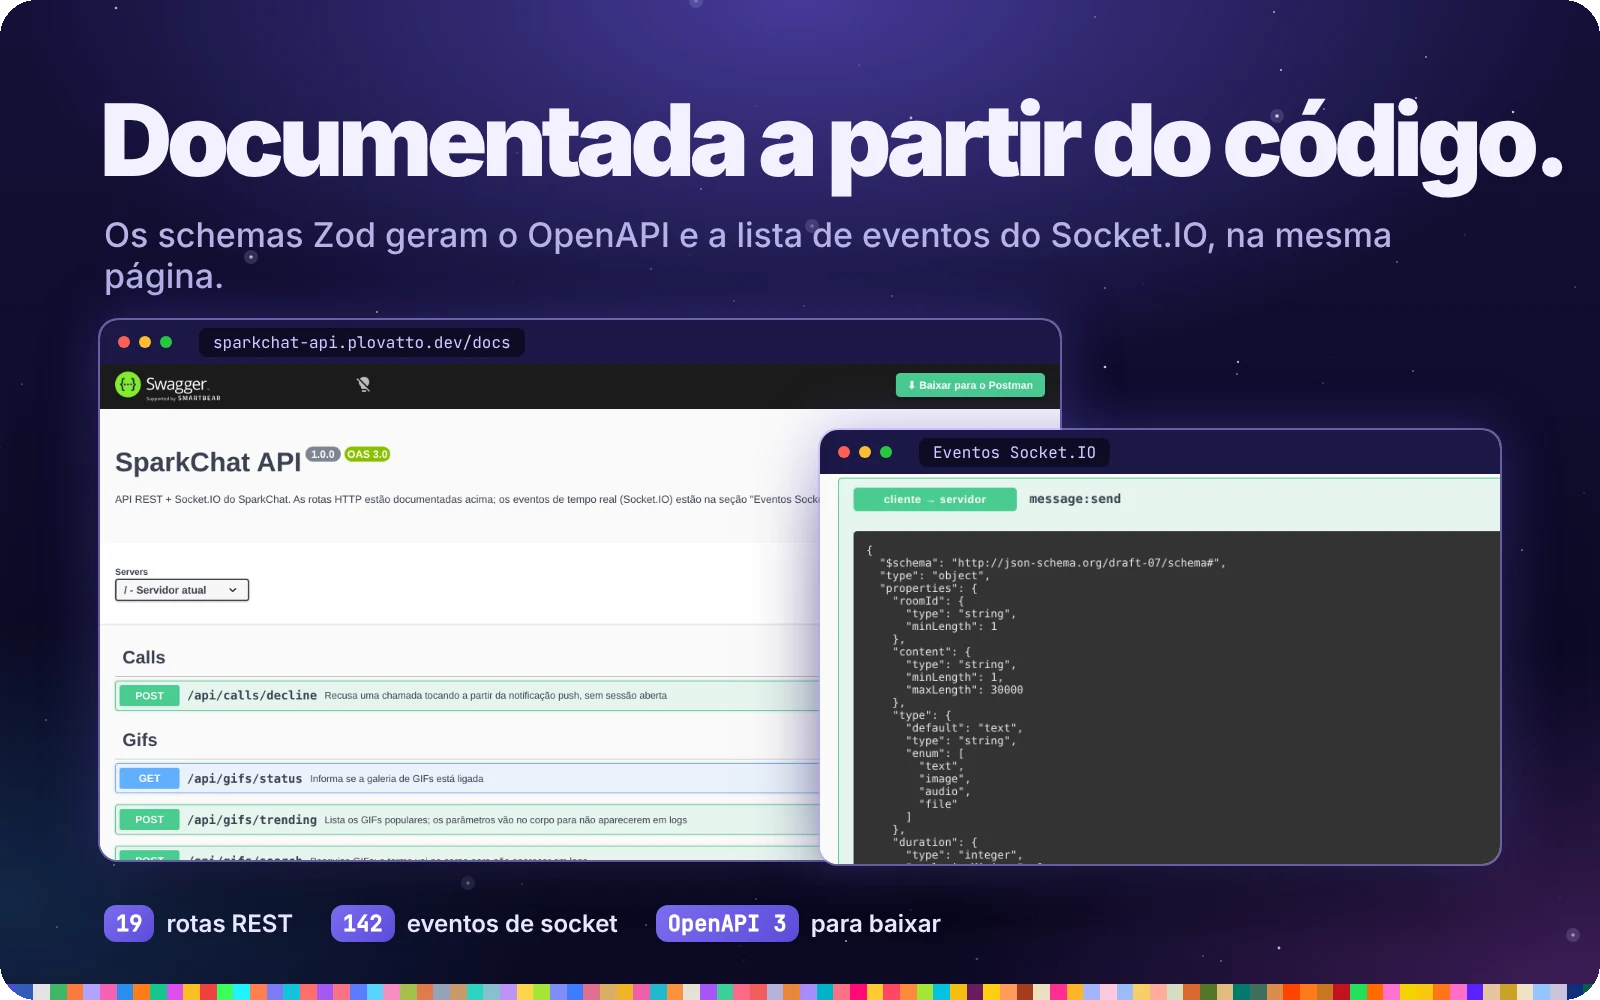 Documentada a partir do código.
Os schemas Zod geram o OpenAPI e a lista de eventos do Socket.IO, na mesma
página.
sparkchat-api.plovatto.dev/docs
Swagger
Supported by SMARTBEAR
⬇ Baixar para o Postman
SparkChat API 1.0.0 OAS 3.0
API REST + Socket.IO do SparkChat. As rotas HTTP estão documentadas acima; os eventos de tempo real (Socket.IO) estão na seção "Eventos
Servers
/ - Servidor atual
Calls
POST /api/calls/decline Recusa uma chamada tocando a partir da notificação push, sem sessão aberta
Gifs
GET /api/gifs/status Informa se a galeria de GIFs está ligada
POST /api/gifs/trending Lista os GIFs populares; os parâmetros vão no corpo para não aparecerem em logs
POST
Eventos Socket.IO
cliente → servidor message:send
{
"$schema": "http://json-schema.org/draft-07/schema#",
"type": "object",
"properties": {
"roomId": {
"type": "string",
"minLength": 1
},
"content": {
"type": "string",
"minLength": 1,
"maxLength": 30000
},
"type": {
"default": "text",
"type": "string",
"enum": [
"text",
"image",
"audio",
"file"
]
},
"duration": {
"type": "integer",
19 rotas REST 142 eventos de socket OpenAPI 3 para baixar